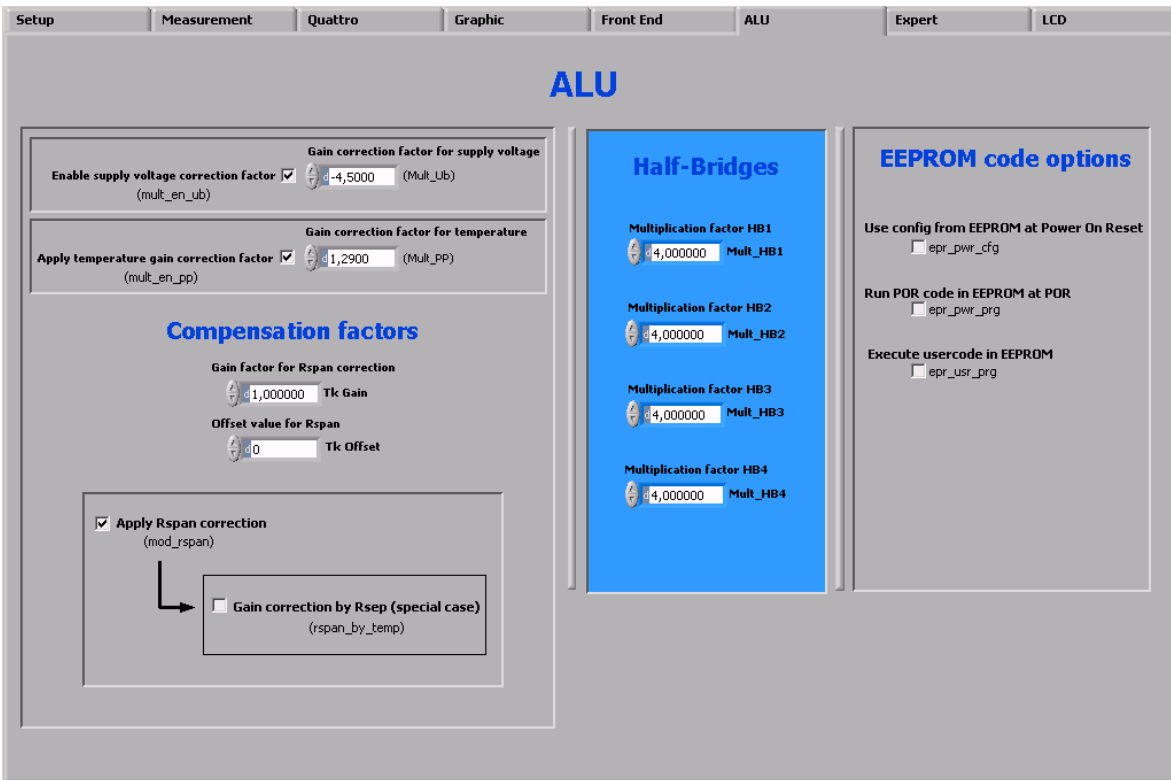 Setup Measurement Quattro Graphic Front End ALU Expert LCD
ALU
Gain correction factor for supply voltage
Enable supply voltage correction factor d -4,5000 (Mult_Ub)
(mult_en_ub)
Gain correction factor for temperature
Apply temperature gain correction factor d 1,2900 (Mult_PP)
(mult_en_pp)
Compensation factors
Gain factor for Rspan correction
d 1,000000 Tk Gain
Offset value for Rspan
d 0 Tk Offset
Apply Rspan correction
(mod_rspan)
Gain correction by Rsep (special case)
(rspan_by_temp)
Half-Bridges
Multiplication factor HB1
d 4,000000 Mult_HB1
Multiplication factor HB2
d 4,000000 Mult_HB2
Multiplication factor HB3
d 4,000000 Mult_HB3
Multiplication factor HB4
d 4,000000 Mult_HB4
EEPROM code options
Use config from EEPROM at Power On Reset
epr_pwr_cfg
Run POR code in EEPROM at POR
epr_pwr_prg
Execute usercode in EEPROM
epr_usr_prg